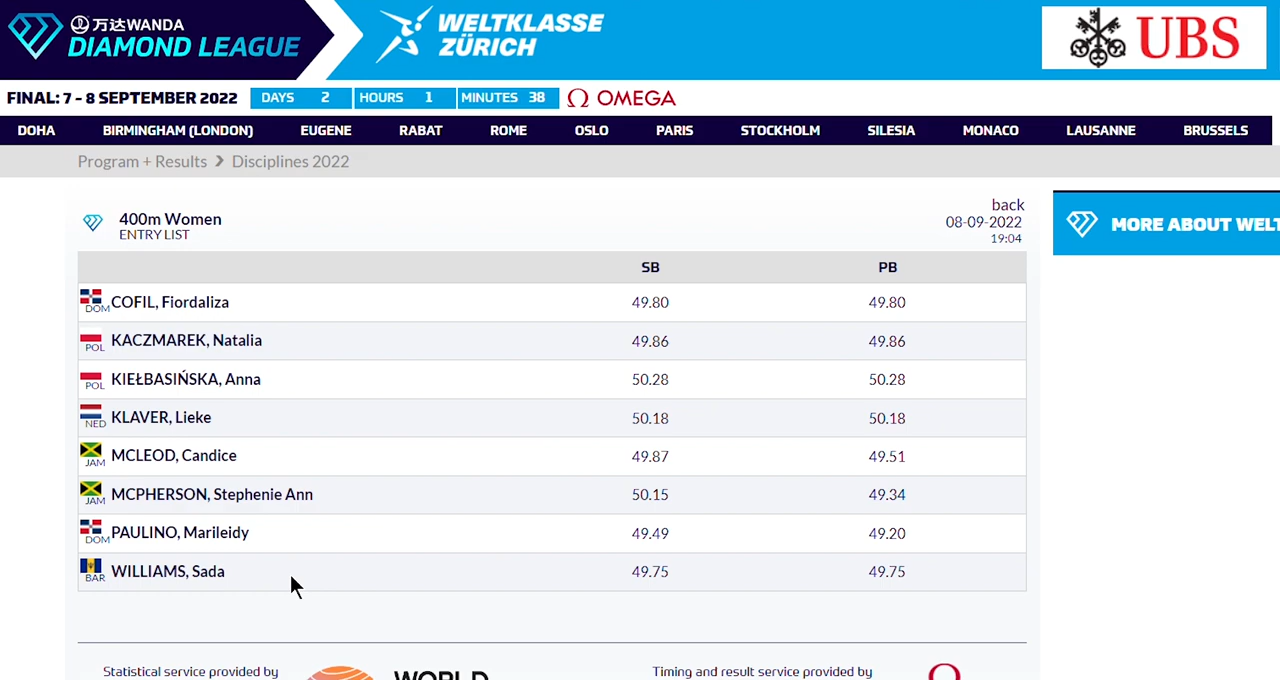 万达WANDA
DIAMOND LEAGUE
WELTKLASSE
ZÜRICH
UBS
FINAL: 7 - 8 SEPTEMBER 2022 DAYS 2 HOURS 1 MINUTES 38 OMEGA
DOHA BIRMINGHAM (LONDON) EUGENE RABAT ROME OSLO PARIS STOCKHOLM SILESIA MONACO LAUSANNE BRUSSELS
Program + Results > Disciplines 2022
back
400m Women 08-09-2022
ENTRY LIST 19:04
SB PB
DOM COFIL, Fiordaliza 49.80 49.80
POL KACZMAREK, Natalia 49.86 49.86
POL KIEŁBASIŃSKA, Anna 50.28 50.28
NED KLAVER, Lieke 50.18 50.18
JAM MCLEOD, Candice 49.87 49.51
JAM MCPHERSON, Stephenie Ann 50.15 49.34
DOM PAULINO, Marileidy 49.49 49.20
BAR WILLIAMS, Sada 49.75 49.75
MORE ABOUT WELT
Statistical service provided by WORLD Timing and result service provided by